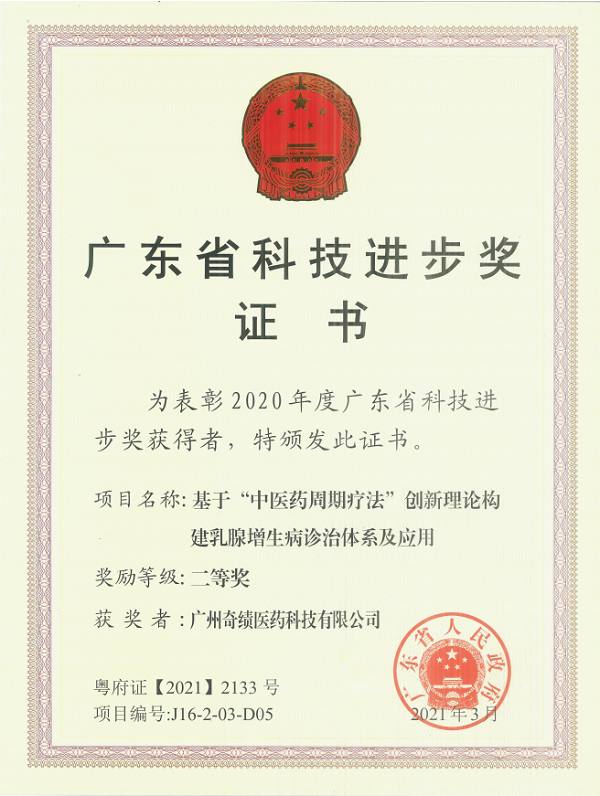 广东省科技进步奖
证 书
为表彰2020年度广东省科技进
步奖获得者，特颁发此证书。
项目名称: 基于“中医药周期疗法”创新理论构
建乳腺增生病诊治体系及应用
奖励等级: 二等奖
获 奖 者 : 广州奇绩医药科技有限公司
广东省人民政府
粤府证【2021】2133 号
项目编号:J16-2-03-D05
2021年3月